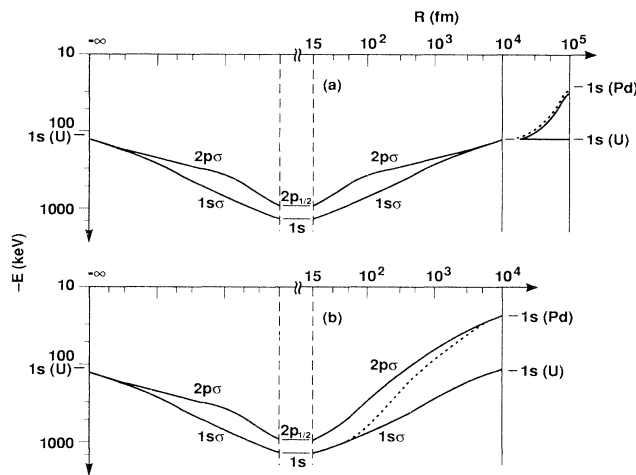 R (fm)
-∞ 15 10² 10³ 10⁴ 10⁵
10
(a)
1s (Pd)
100
1s (U)
1s (U)
2pσ
2pσ
1sσ
2p₁/₂
1sσ
1000
1s
-E (keV)
-∞ 15 10² 10³ 10⁴
10
(b)
1s (Pd)
100
1s (U)
1s (U)
2pσ
2pσ
1sσ
2p₁/₂
1sσ
1000
1s